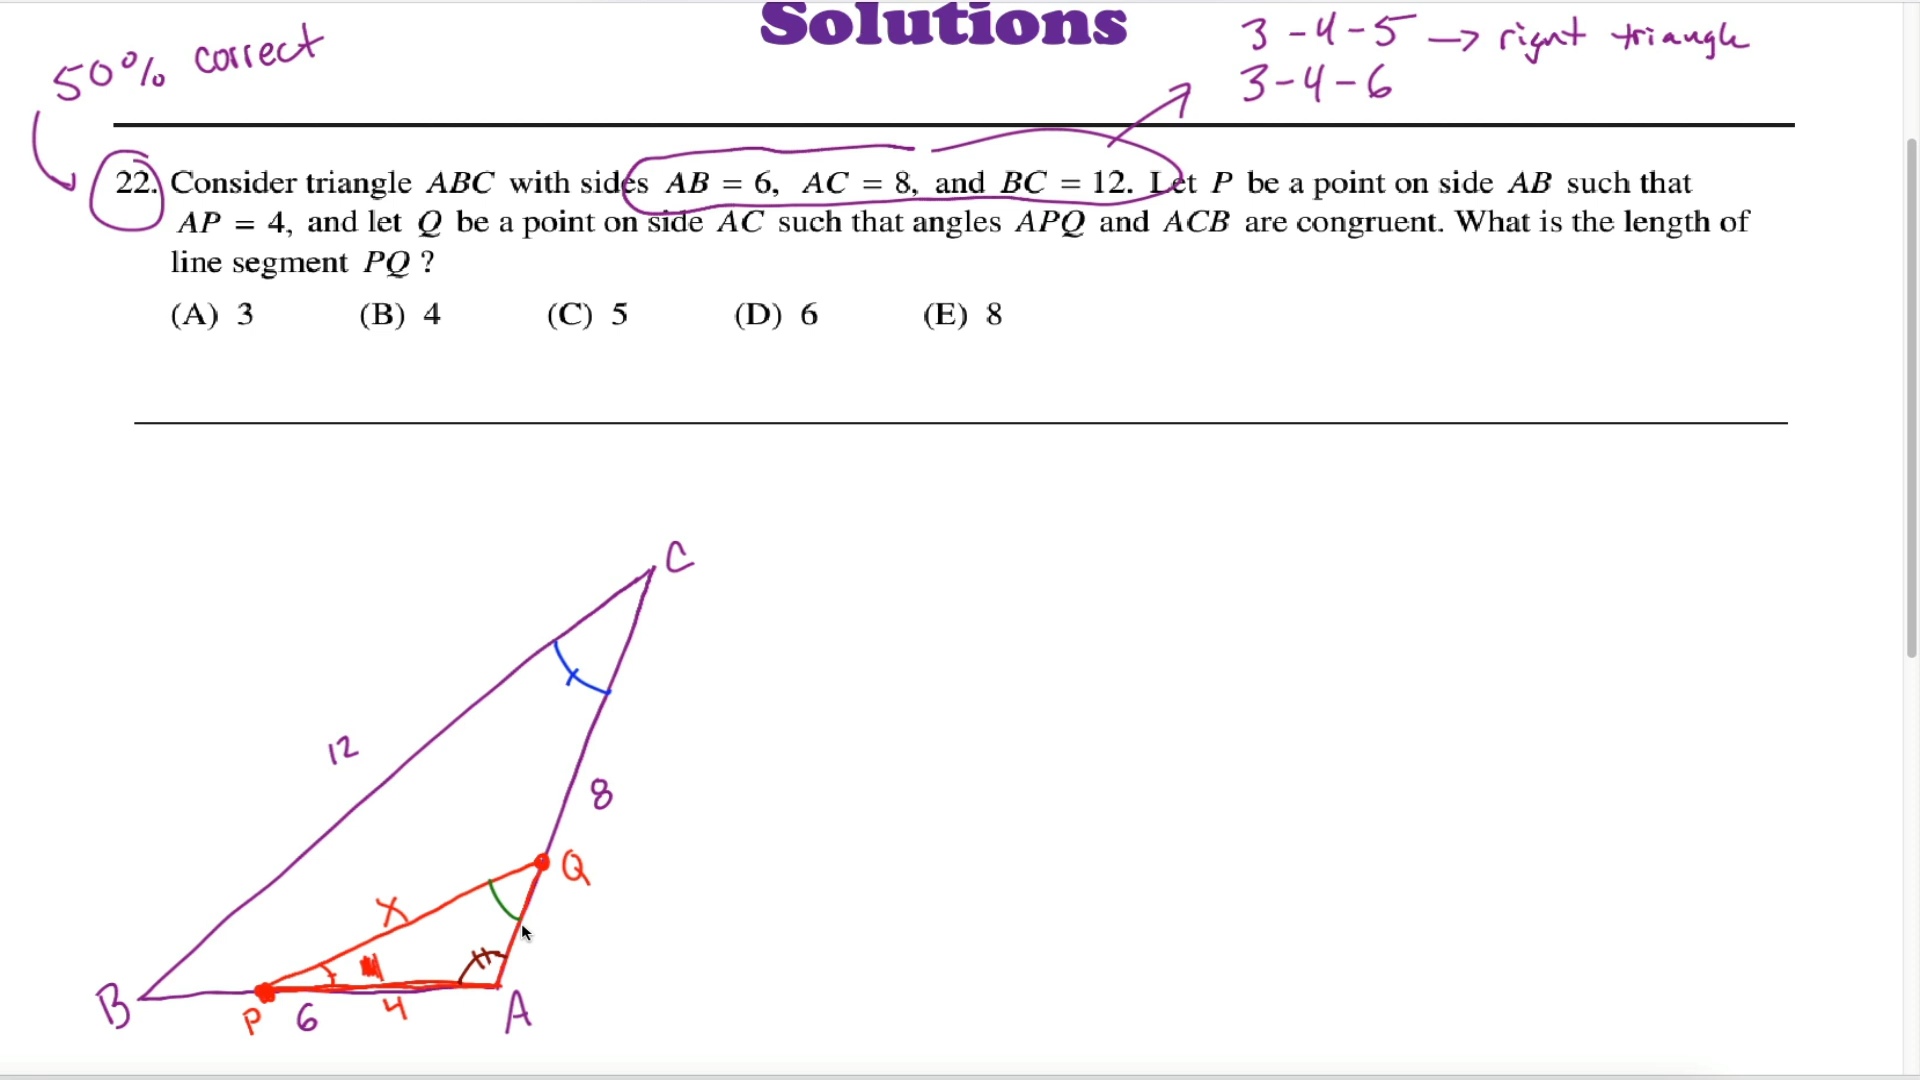 Solutions
50% correct
3-4-5 → right triangle
3-4-6
22. Consider triangle ABC with sides AB = 6, AC = 8, and BC = 12. Let P be a point on side AB such that
AP = 4, and let Q be a point on side AC such that angles APQ and ACB are congruent. What is the length of
line segment PQ ?
(A) 3 (B) 4 (C) 5 (D) 6 (E) 8
C
12
8
Q
x
B
P
6
4
A